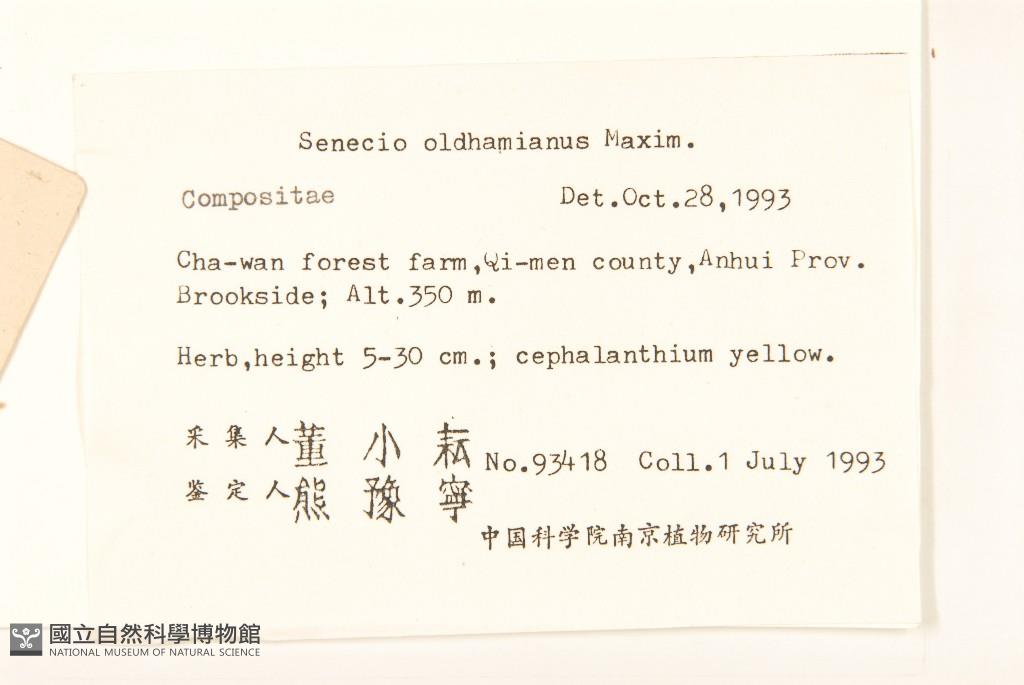 Senecio oldhamianus Maxim.
Compositae Det.Oct.28,1993
Cha-wan forest farm,Qi-men county,Anhui Prov.
Brookside; Alt.350 m.
Herb,height 5-30 cm.; cephalanthium yellow.
采集人 董小耘 No.93418 Coll.1 July 1993
鉴定人 熊豫寧
中国科学院南京植物研究所
國立自然科學博物館
NATIONAL MUSEUM OF NATURAL SCIENCE